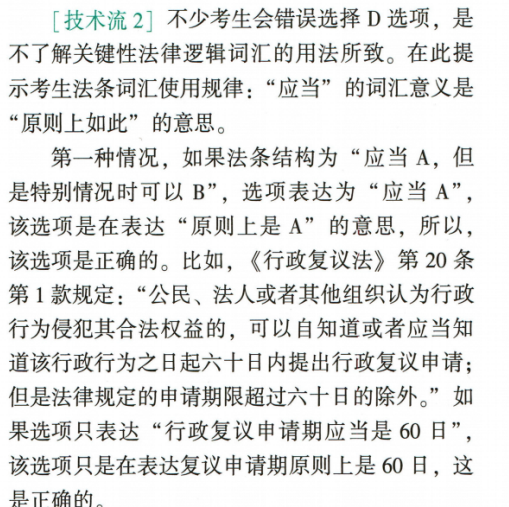 [技术流2] 不少考生会错误选择 D 选项，是
不了解关键性法律逻辑词汇的用法所致。在此提
示考生法条词汇使用规律：“应当”的词汇意义是
“原则上如此”的意思。
第一种情况，如果法条结构为“应当 A，但
是特别情况时可以 B”，选项表达为“应当 A”，
该选项是在表达“原则上是 A”的意思，所以，
该选项是正确的。比如，《行政复议法》第 20 条
第 1 款规定：“公民、法人或者其他组织认为行政
行为侵犯其合法权益的，可以自知道或者应当知
道该行政行为之日起六十日内提出行政复议申请；
但是法律规定的申请期限超过六十日的除外。”如
果选项只表达“行政复议申请期应当是 60 日”，
该选项只是在表达复议申请期原则上是 60 日，这
是正确的。